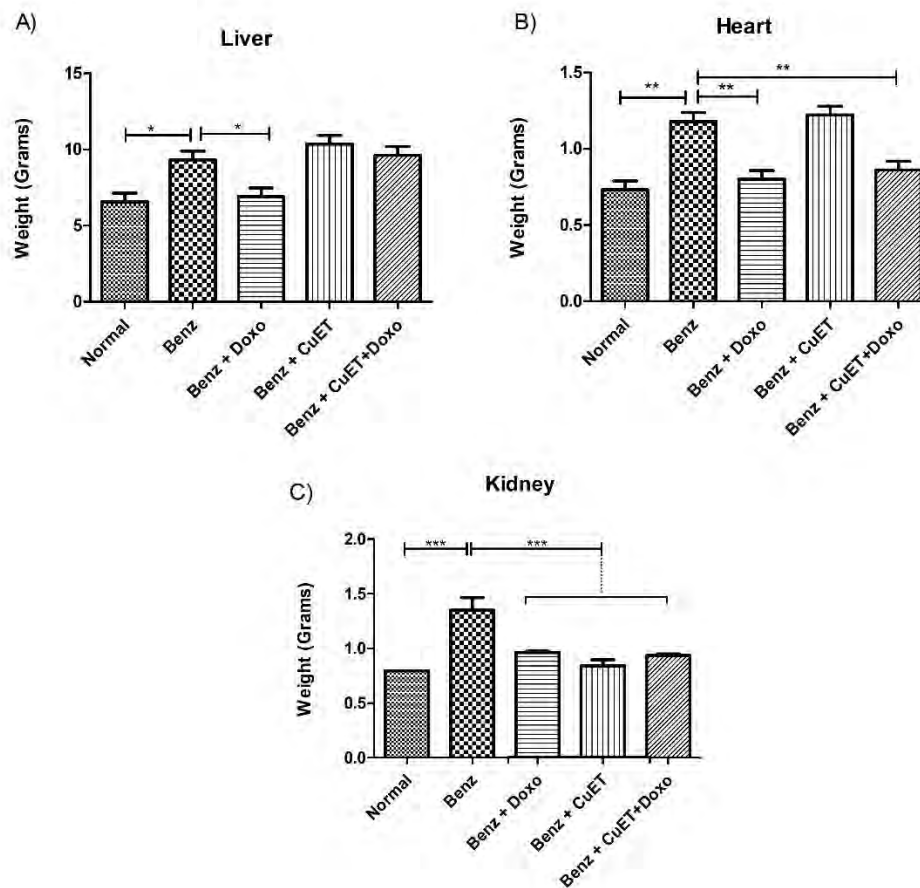 A)
Liver
Weight (Grams)
15
10
5
0
*
*
Normal
Benz
Benz + Doxo
Benz + CuET
Benz + CuET+Doxo
B)
Heart
Weight (Grams)
1.5
1.0
0.5
0.0
**
**
**
Normal
Benz
Benz + Doxo
Benz + CuET
Benz + CuET+Doxo
C)
Kidney
Weight (Grams)
2.0
1.5
1.0
0.5
0.0
***
***
Normal
Benz
Benz + Doxo
Benz + CuET
Benz + CuET+Doxo